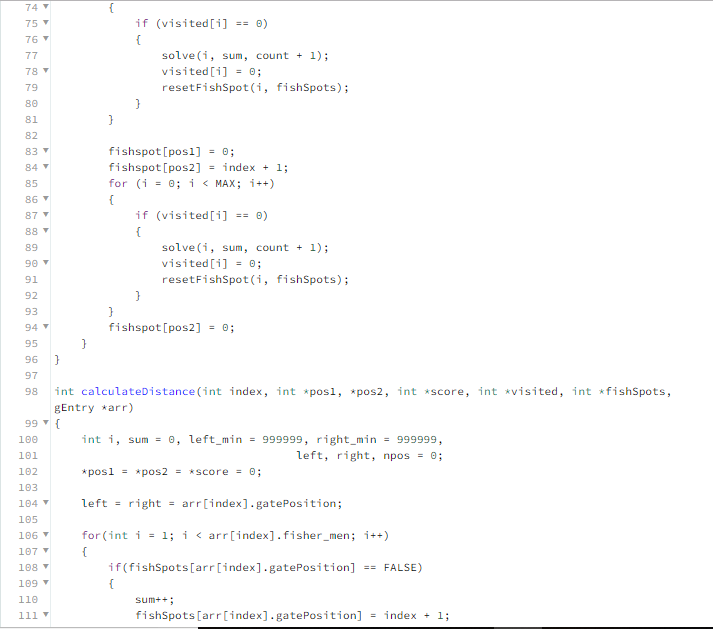 74 {
75 if (visited[i] == 0)
76 {
77 solve(i, sum, count + 1);
78 visited[i] = 0;
79 resetFishSpot(i, fishSpots);
80 }
81 }
82
83 fishspot[pos1] = 0;
84 fishspot[pos2] = index + 1;
85 for (i = 0; i < MAX; i++)
86 {
87 if (visited[i] == 0)
88 {
89 solve(i, sum, count + 1);
90 visited[i] = 0;
91 resetFishSpot(i, fishSpots);
92 }
93 }
94 fishspot[pos2] = 0;
95 }
96 }
97
98 int calculateDistance(int index, int *pos1, *pos2, int *score, int *visited, int *fishSpots,
gEntry *arr)
99 {
100 int i, sum = 0, left_min = 999999, right_min = 999999,
101 left, right, npos = 0;
102 *pos1 = *pos2 = *score = 0;
103
104 left = right = arr[index].gatePosition;
105
106 for(int i = 1; i < arr[index].fisher_men; i++)
107 {
108 if(fishSpots[arr[index].gatePosition] == FALSE)
109 {
110 sum++;
111 fishSpots[arr[index].gatePosition] = index + 1;